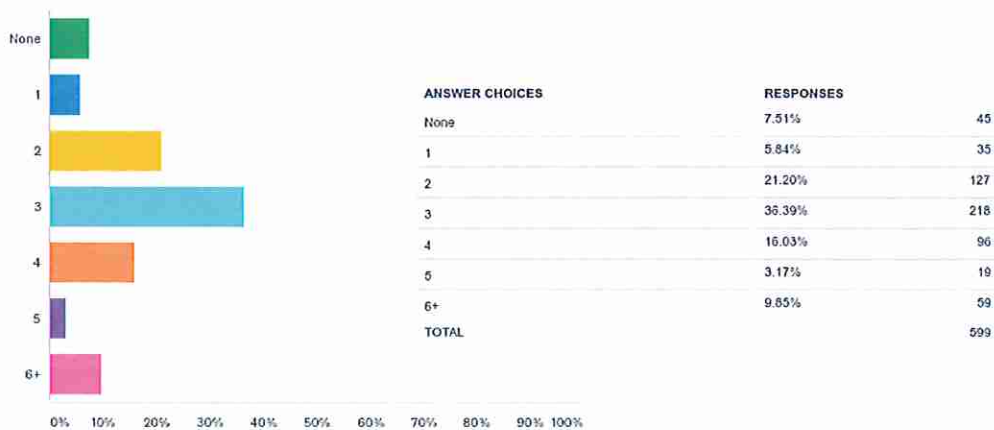 None
1
2
3
4
5
6+
0% 10% 20% 30% 40% 50% 60% 70% 80% 90% 100%
ANSWER CHOICES RESPONSES
None 7.51% 45
1 5.84% 35
2 21.20% 127
3 36.39% 218
4 16.03% 96
5 3.17% 19
6+ 9.85% 59
TOTAL 599